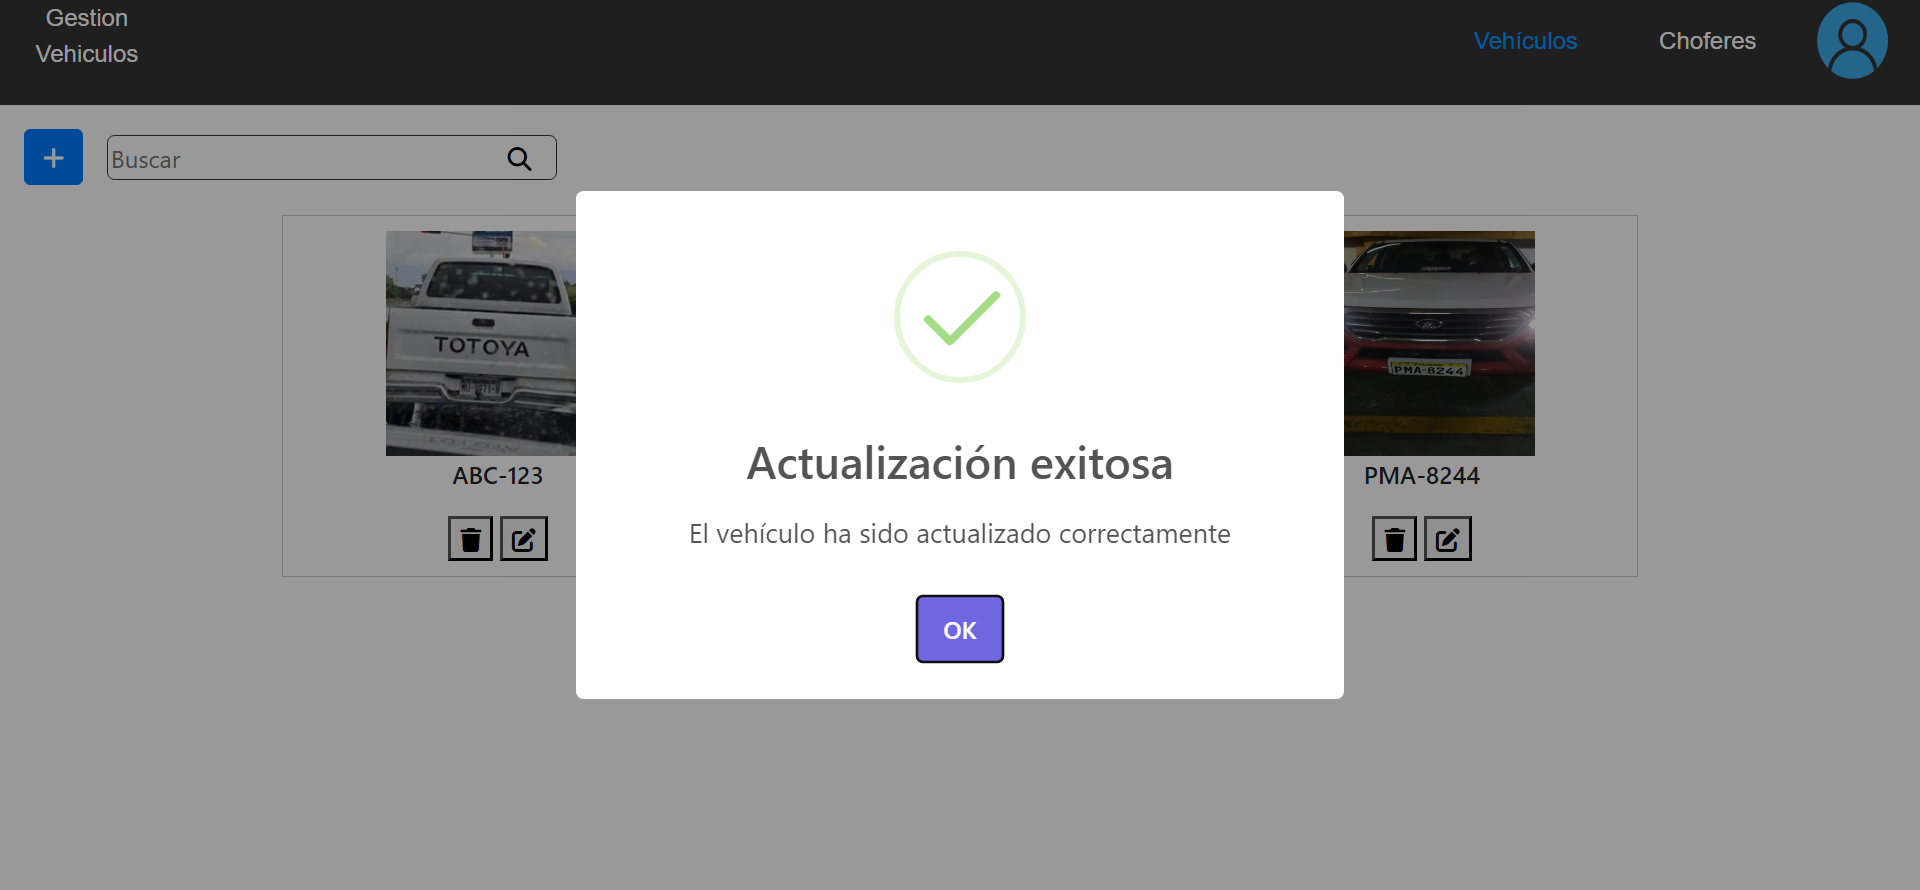 Gestion
Vehiculos
Vehículos
Choferes
Buscar
TOTOYA
PMA-8244
ABC-123
PMA-8244
Actualización exitosa
El vehículo ha sido actualizado correctamente
OK